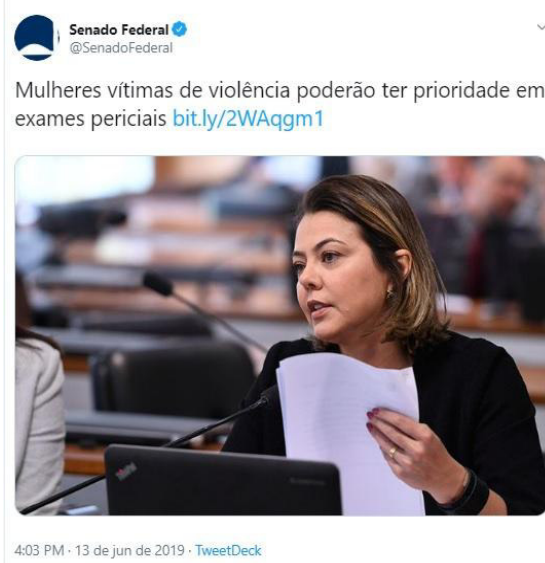 Senado Federal
@SenadoFederal
Mulheres vítimas de violência poderão ter prioridade em
exames periciais bit.ly/2WAqgm1
ThinkPad
4:03 PM · 13 de jun de 2019 · TweetDeck